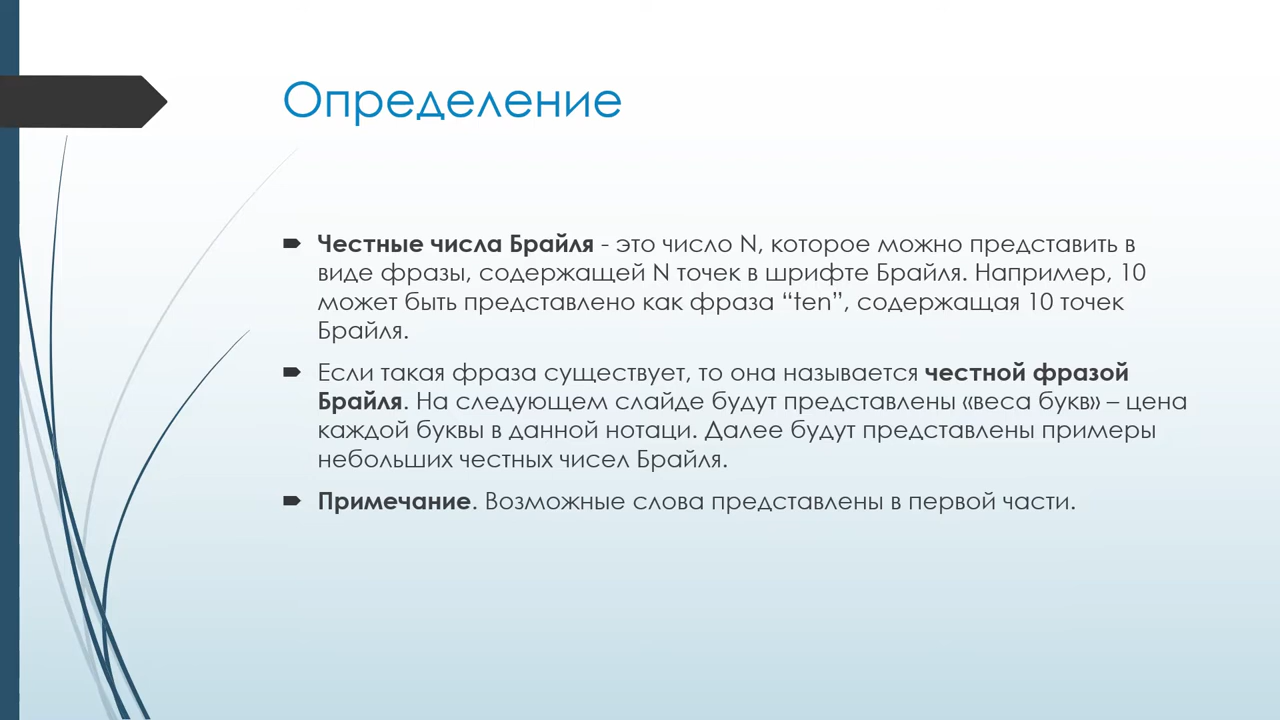 Определение
Честные числа Брайля - это число N, которое можно представить в
виде фразы, содержащей N точек в шрифте Брайля. Например, 10
может быть представлено как фраза “ten”, содержащая 10 точек
Брайля.
Если такая фраза существует, то она называется честной фразой
Брайля. На следующем слайде будут представлены «веса букв» – цена
каждой буквы в данной нотаци. Далее будут представлены примеры
небольших честных чисел Брайля.
Примечание. Возможные слова представлены в первой части.